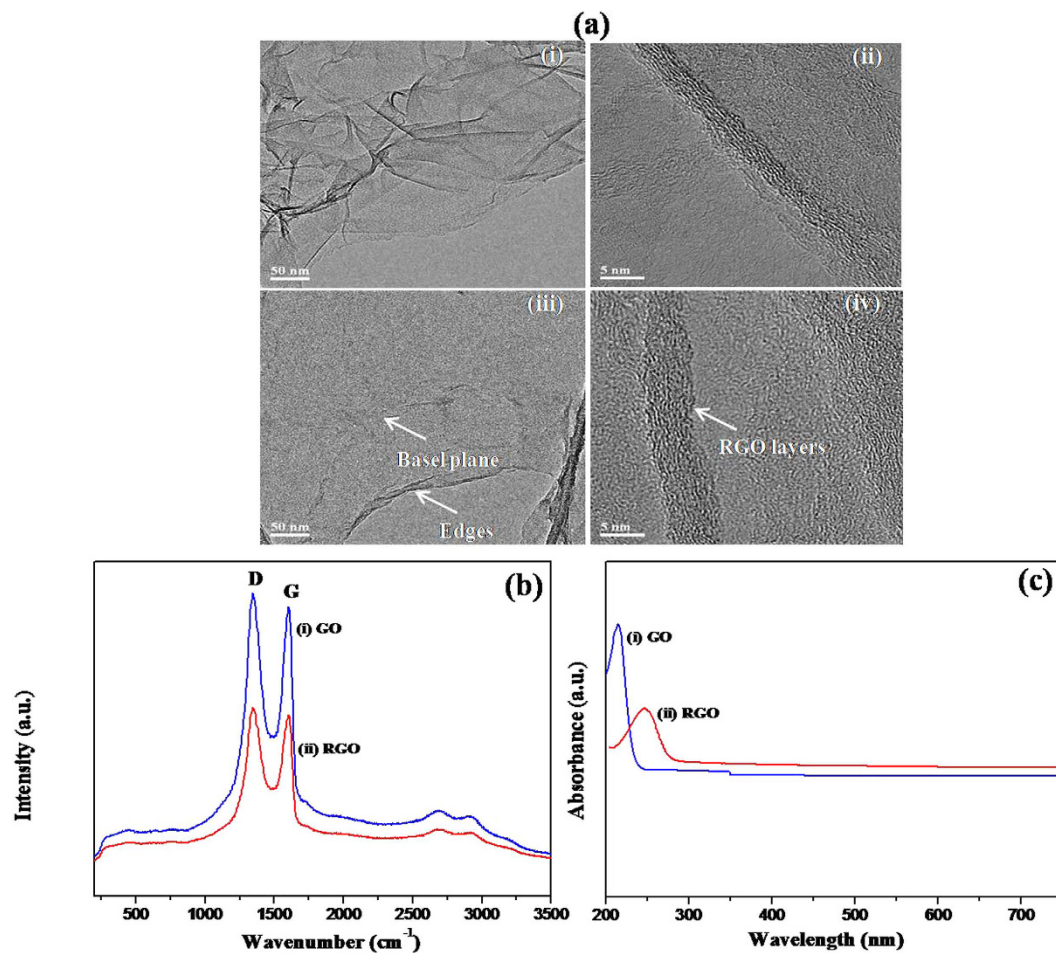 (a)
(i)
(ii)
50 nm
5 nm
(iii)
(iv)
Basel plane
RGO layers
Edges
50 nm
5 nm
(b)
D
G
(i) GO
(ii) RGO
Intensity (a.u.)
500 1000 1500 2000 2500 3000 3500
Wavenumber (cm⁻¹)
(c)
(i) GO
(ii) RGO
Absorbance (a.u.)
200 300 400 500 600 700
Wavelength (nm)